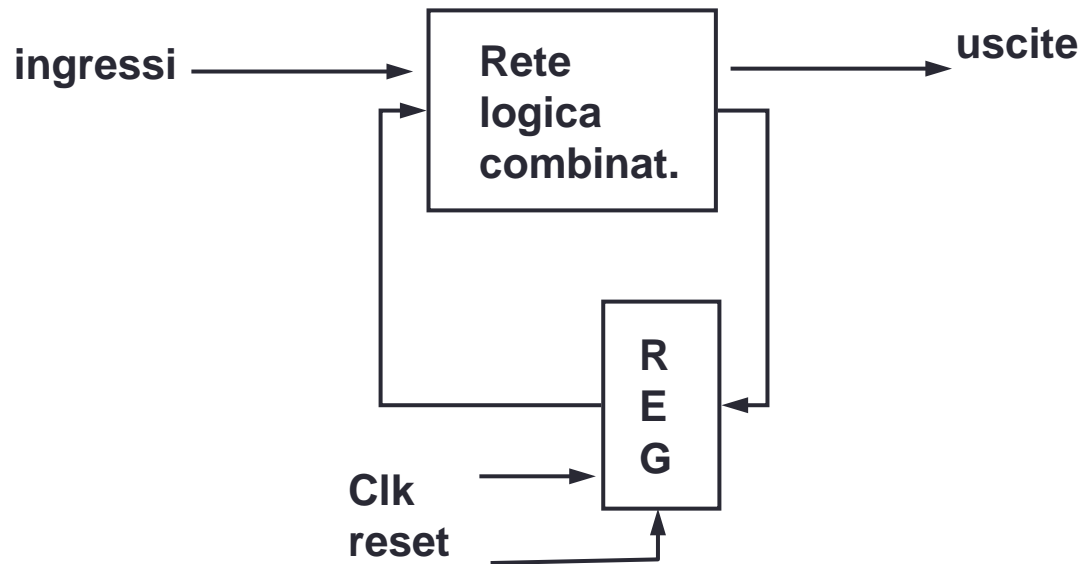 ingressi
Rete
logica
combinat.
uscite
R
E
G
Clk
reset